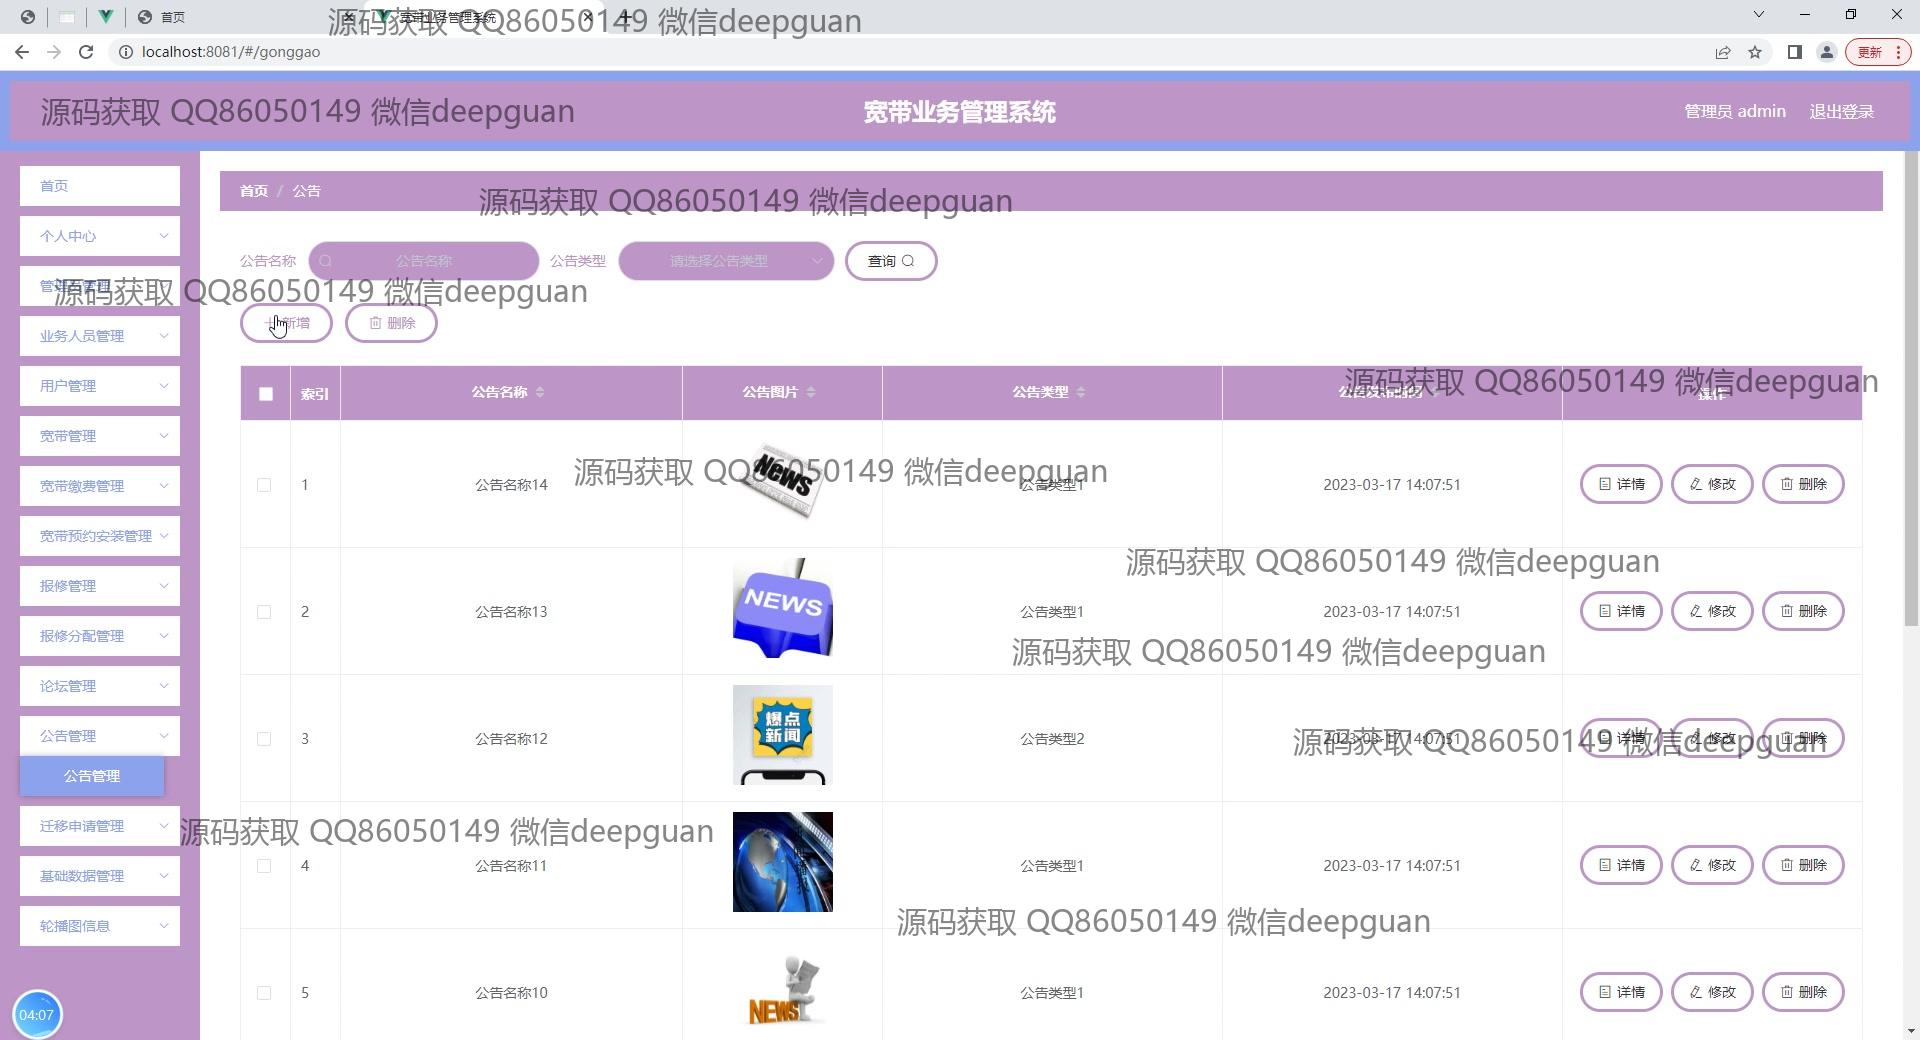 首页
宽带业务管理系统
源码获取 QQ86050149 微信deepguan
localhost:8081/#/gonggao
更新
源码获取 QQ86050149 微信deepguan
宽带业务管理系统
管理员 admin
退出登录
首页
个人中心
管理员管理
业务人员管理
用户管理
宽带管理
宽带缴费管理
宽带预约安装管理
报修管理
报修分配管理
论坛管理
公告管理
公告管理
迁移申请管理
基础数据管理
轮播图信息
04:07
首页 / 公告
源码获取 QQ86050149 微信deepguan
公告名称 公告名称 公告类型 请选择公告类型 查询
源码获取 QQ86050149 微信deepguan
新增 删除
索引 公告名称 公告图片 公告类型 公告发布时间 操作
源码获取 QQ86050149 微信deepguan
1 公告名称14 NEWS 公告类型1 2023-03-17 14:07:51 详情 修改 删除
源码获取 QQ86050149 微信deepguan
源码获取 QQ86050149 微信deepguan
2 公告名称13 NEWS 公告类型1 2023-03-17 14:07:51 详情 修改 删除
源码获取 QQ86050149 微信deepguan
3 公告名称12 爆点新闻 公告类型2 2023-03-17 14:07:51 详情 修改 删除
源码获取 QQ86050149 微信deepguan
源码获取 QQ86050149 微信deepguan
4 公告名称11 公告类型1 2023-03-17 14:07:51 详情 修改 删除
源码获取 QQ86050149 微信deepguan
5 公告名称10 NEWS 公告类型1 2023-03-17 14:07:51 详情 修改 删除